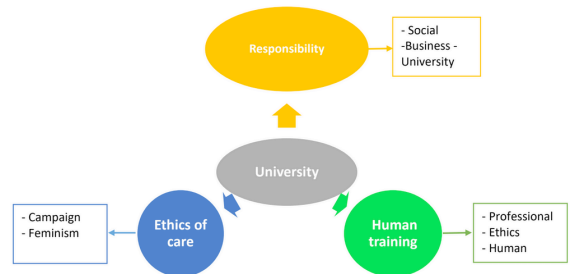 Responsibility
- Social
-Business -
University
University
Ethics of
care
- Campaign
- Feminism
Human
training
- Professional
- Ethics
- Human